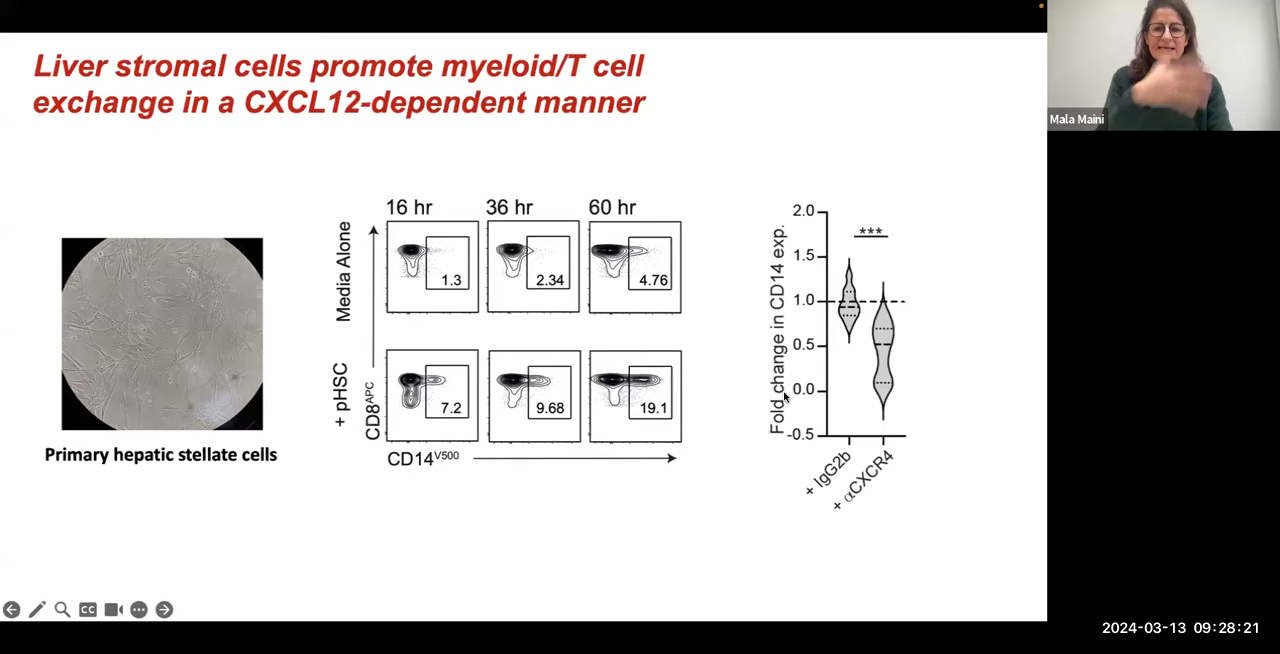 Liver stromal cells promote myeloid/T cell
exchange in a CXCL12-dependent manner
Mala Maini
Primary hepatic stellate cells
16 hr 36 hr 60 hr
Media Alone
1.3 2.34 4.76
+ pHSC
7.2 9.68 19.1
CD8APC
CD14V500
Fold change in CD14 exp.
2.0
1.5
1.0
0.5
0.0
-0.5
***
+ IgG2b
+ αCXCR4
CC
2024-03-13 09:28:21